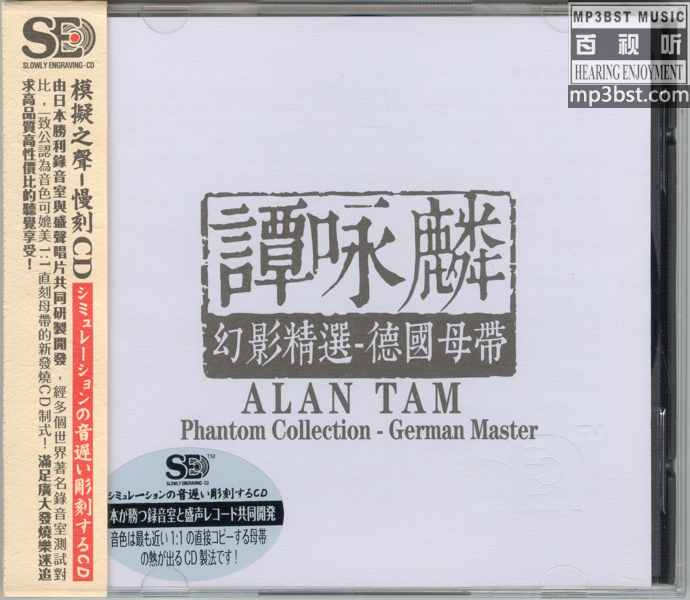 SED
SLOWLY ENGRAVING-CD
模擬之聲-慢刻CD
シミュレーションの音遅い彫刻するCD
由日本勝利錄音室與盛聲唱片共同研製開發，經多個世界著名錄音室測試對
比，一致公認為音色可媲美1:1直刻母帶的新發燒CD制式！滿足廣大發燒樂迷追
求高品質高性價比的聽覺享受！
MP3BST MUSIC
百视听
HEARING ENJOYMENT
mp3bst.com
譚咏麟
幻影精選-德國母帶
ALAN TAM
Phantom Collection - German Master
SED™
SLOWLY ENGRAVING-CD
シミュレーションの音遅い彫刻するCD
本が勝つ録音室と盛声レコード共同開発
音色は最も近い1:1の直接コピーする母帯
の熱が出るCD製法です！